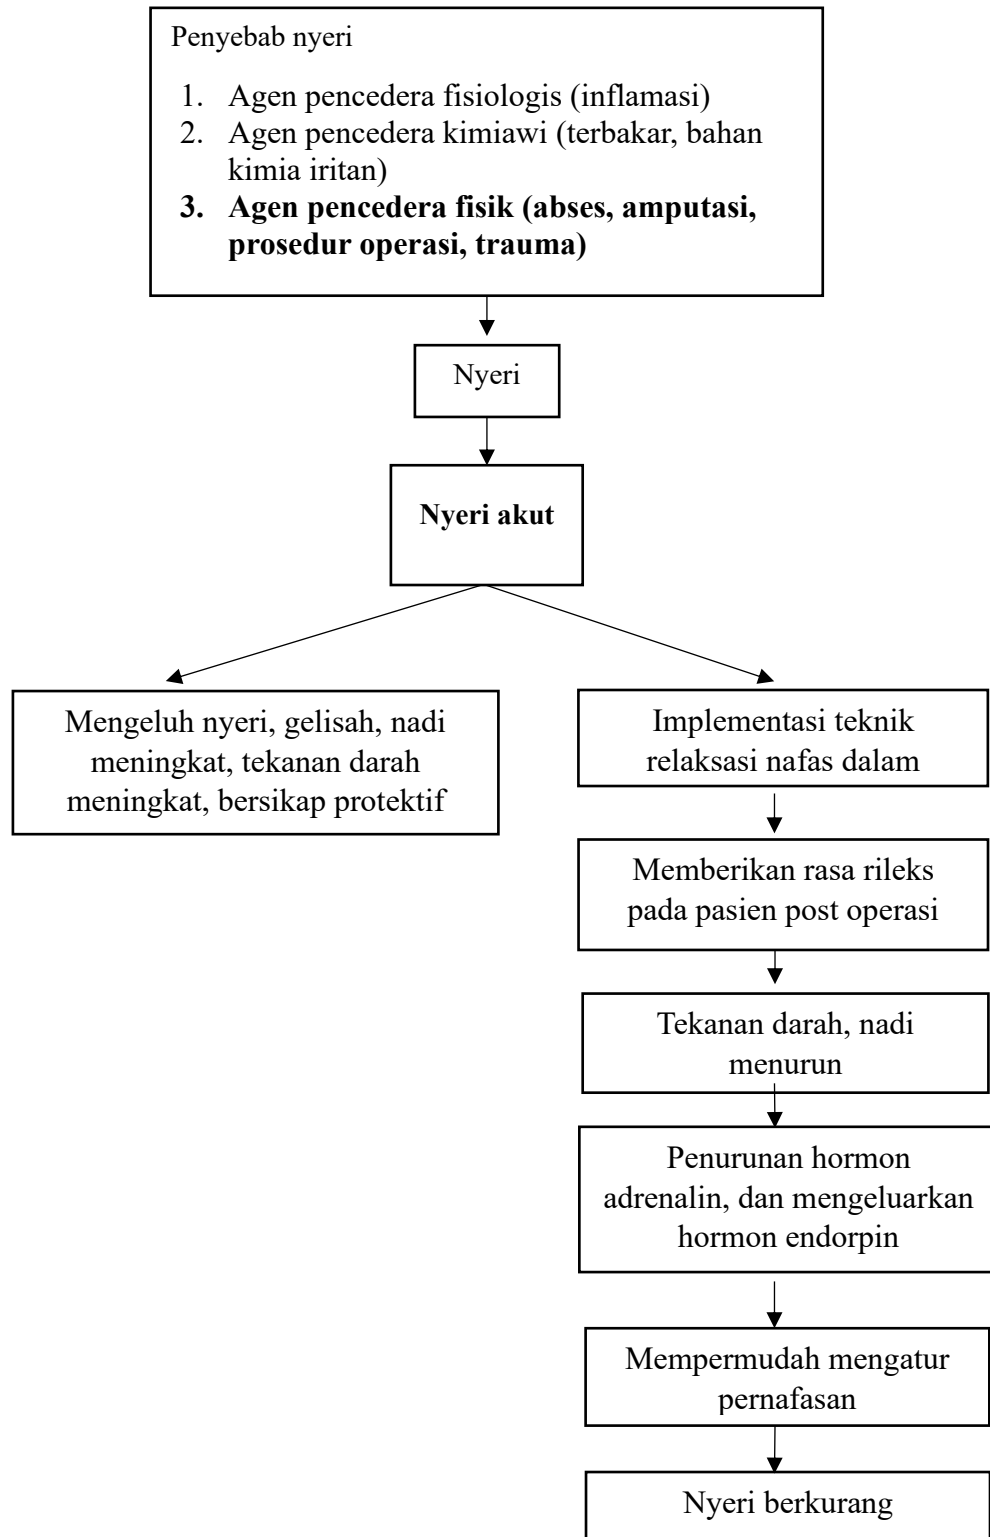 Penyebab nyeri
1. Agen pencedera fisiologis (inflamasi)
2. Agen pencedera kimiawi (terbakar, bahan
kimia iritan)
3. Agen pencedera fisik (abses, amputasi,
prosedur operasi, trauma)
Nyeri
Nyeri akut
Mengeluh nyeri, gelisah, nadi
meningkat, tekanan darah
meningkat, bersikap protektif
Implementasi teknik
relaksasi nafas dalam
Memberikan rasa rileks
pada pasien post operasi
Tekanan darah, nadi
menurun
Penurunan hormon
adrenalin, dan mengeluarkan
hormon endorpin
Mempermudah mengatur
pernafasan
Nyeri berkurang